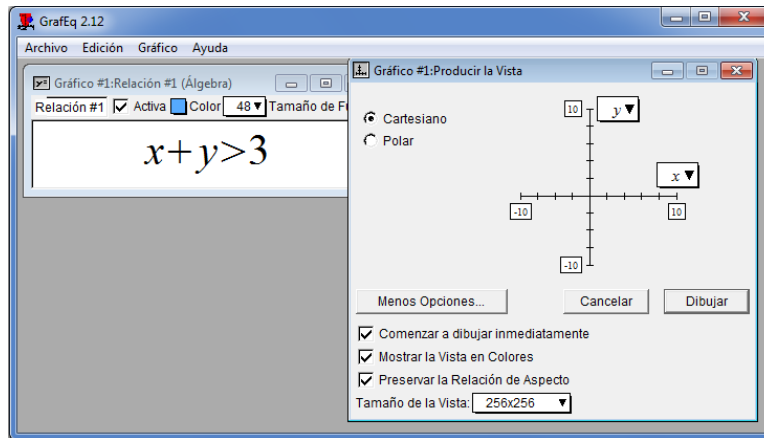 GrafEq 2.12
Archivo Edición Gráfico Ayuda
Gráfico #1:Relación #1 (Álgebra)
Relación #1 Activa Color 48 Tamaño de
x+y>3
Gráfico #1:Producir la Vista
Cartesiano
Polar
10 y
x
-10 10
-10
Menos Opciones... Cancelar Dibujar
Comenzar a dibujar inmediatamente
Mostrar la Vista en Colores
Preservar la Relación de Aspecto
Tamaño de la Vista: 256x256